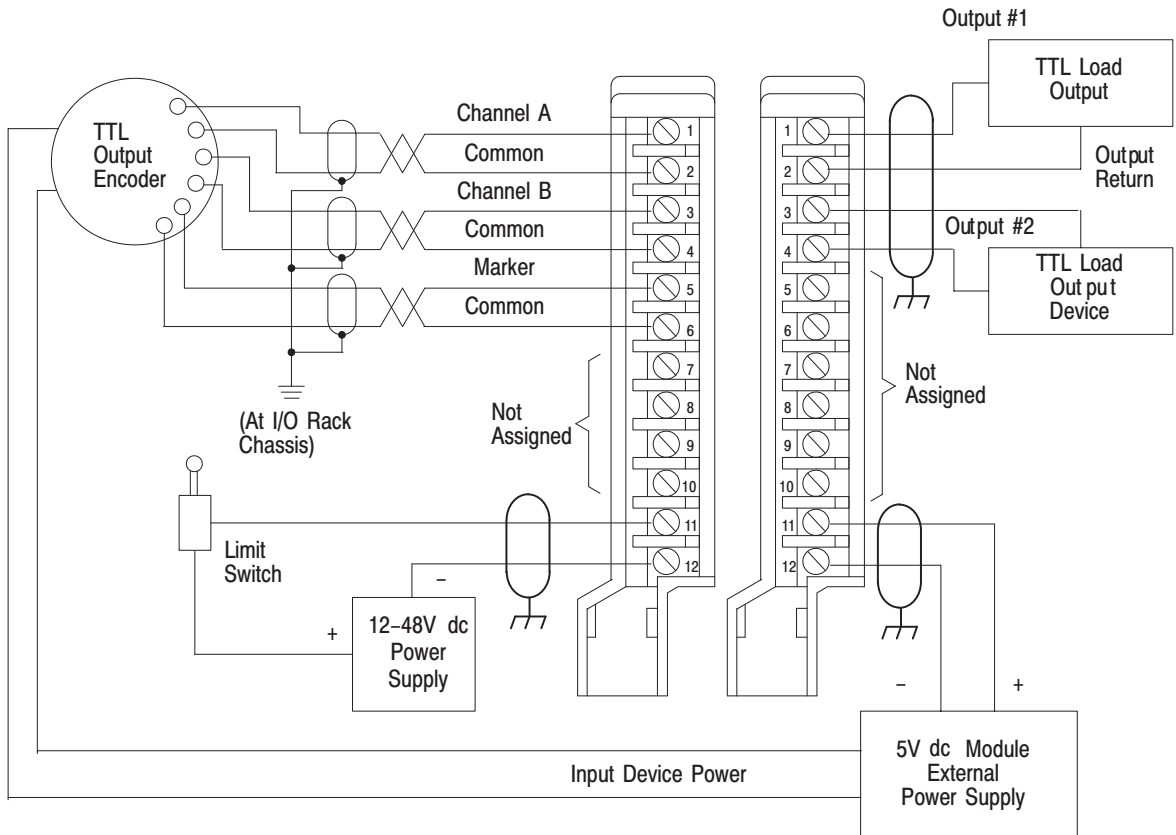 Output #1
TTL Load
Output
Output
Return
TTL
Output
Encoder
Channel A
Common
Channel B
Common
Marker
Common
1
2
3
4
5
6
7
8
9
10
11
12
1
2
3
4
5
6
7
8
9
10
11
12
Output #2
TTL Load
Output
Device
Not
Assigned
Not
Assigned
(At I/O Rack
Chassis)
Limit
Switch
–
+
12–48V dc
Power
Supply
–
+
5V dc Module
External
Power Supply
Input Device Power